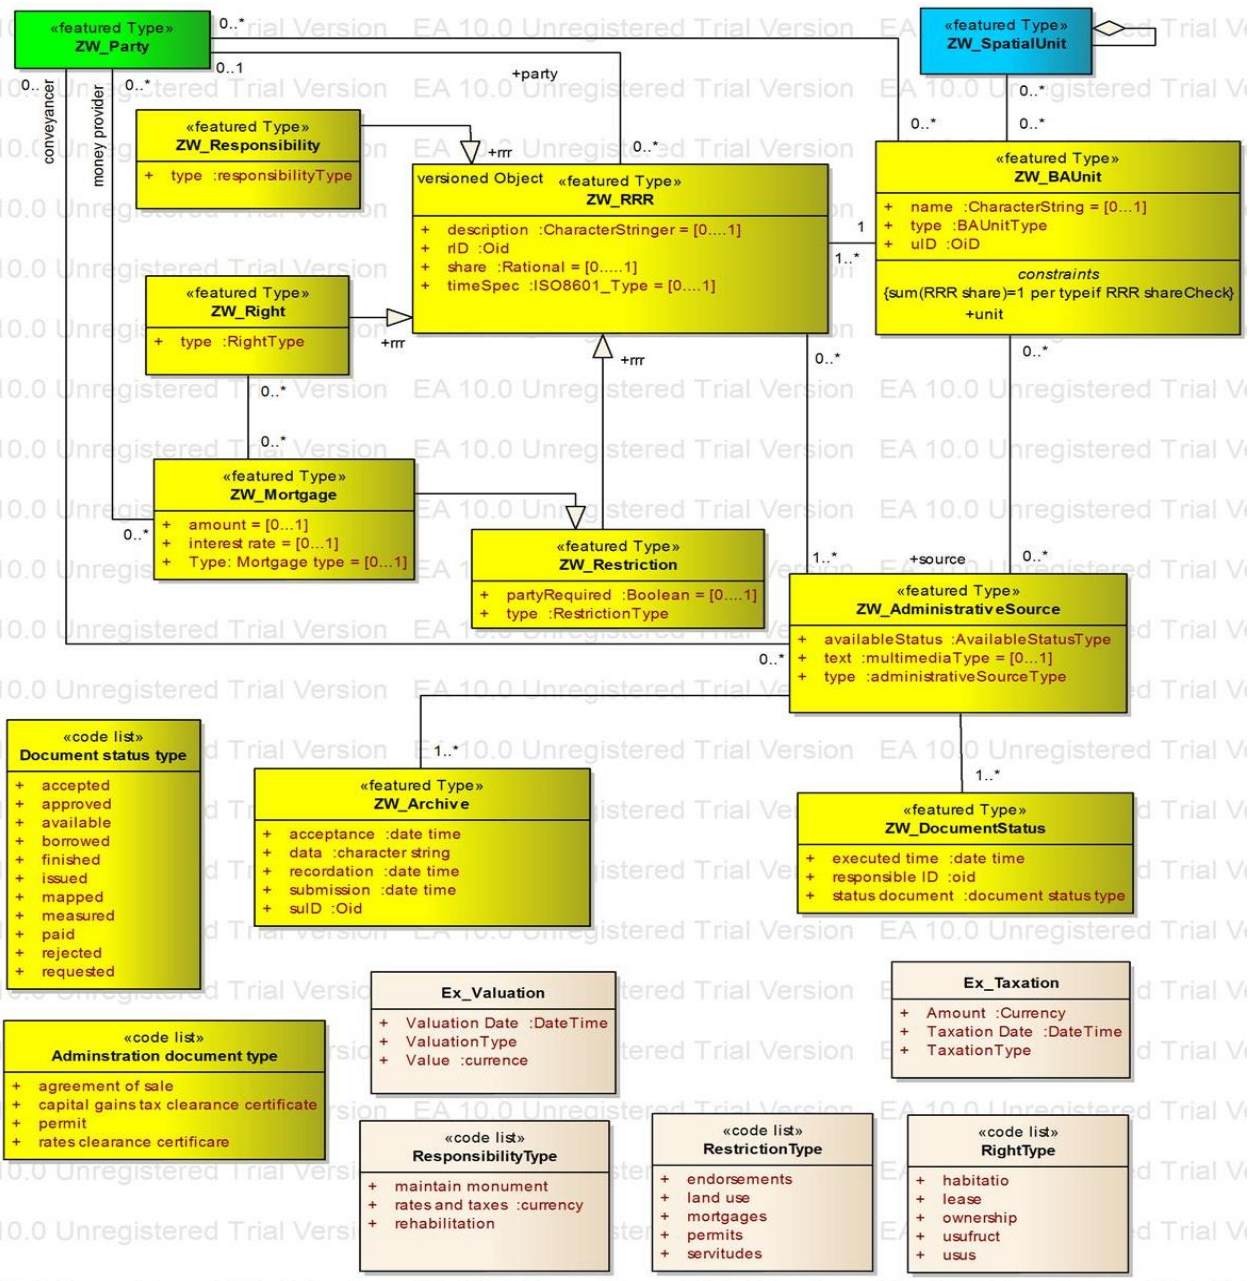 «featured Type»
ZW_Party
0..*
0..1
+party
0..*
0..
conveyancer
money provider
0..*
«featured Type»
ZW_SpatialUnit
0..*
0..*
0..*
«featured Type»
ZW_Responsibility
+ type :responsibilityType
+rrr
versioned Object «featured Type»
ZW_RRR
+ description :CharacterStringer = [0....1]
+ rID :Oid
+ share :Rational = [0.....1]
+ timeSpec :ISO8601_Type = [0....1]
1
1..*
«featured Type»
ZW_BAUnit
+ name :CharacterString = [0...1]
+ type :BAUnitType
+ uID :OiD
constraints
{sum(RRR share)=1 per typeif RRR shareCheck}
+unit
«featured Type»
ZW_Right
+ type :RightType
+rrr
+rrr
0..*
0..*
0..*
0..*
«featured Type»
ZW_Mortgage
+ amount = [0...1]
+ interest rate = [0...1]
+ Type: Mortgage type = [0...1]
0..*
«featured Type»
ZW_Restriction
+ partyRequired :Boolean = [0....1]
+ type :RestrictionType
1..*
+source
0..*
«featured Type»
ZW_AdministrativeSource
+ availableStatus :AvailableStatusType
+ text :multimediaType = [0...1]
+ type :administrativeSourceType
0..*
1..*
1..*
«code list»
Document status type
+ accepted
+ approved
+ available
+ borrowed
+ finished
+ issued
+ mapped
+ measured
+ paid
+ rejected
+ requested
«featured Type»
ZW_Archive
+ acceptance :date time
+ data :character string
+ recordation :date time
+ submission :date time
+ suID :Oid
«featured Type»
ZW_DocumentStatus
+ executed time :date time
+ responsible ID :oid
+ status document :document status type
«code list»
Adminstration document type
+ agreement of sale
+ capital gains tax clearance certificate
+ permit
+ rates clearance certificare
Ex_Valuation
+ Valuation Date :DateTime
+ ValuationType
+ Value :currence
Ex_Taxation
+ Amount :Currency
+ Taxation Date :DateTime
+ TaxationType
«code list»
ResponsibilityType
+ maintain monument
+ rates and taxes :currency
+ rehabilitation
«code list»
RestrictionType
+ endorsements
+ land use
+ mortgages
+ permits
+ servitudes
«code list»
RightType
+ habitatio
+ lease
+ ownership
+ usufruct
+ usus
EA 10.0 Unregistered Trial Version